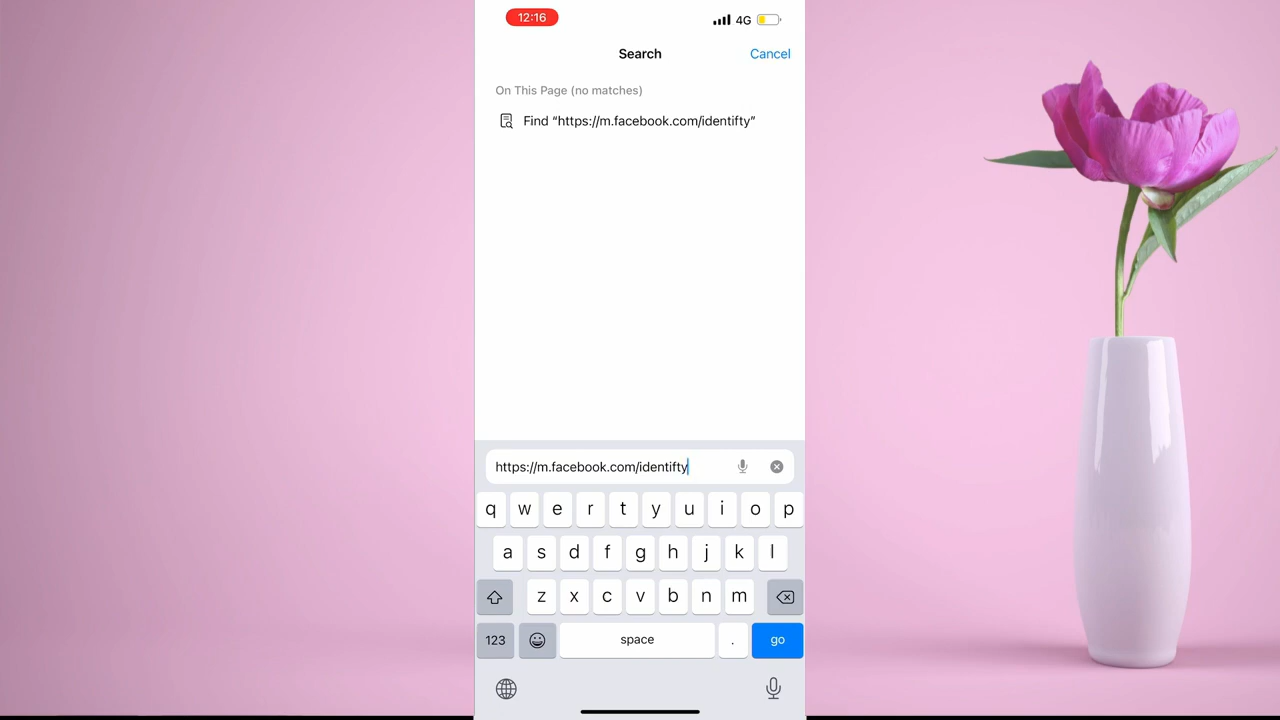 12:16 4G
Search Cancel
On This Page (no matches)
Find “https://m.facebook.com/identifty”
https://m.facebook.com/identifty
q w e r t y u i o p
a s d f g h j k l
z x c v b n m
123 space . go